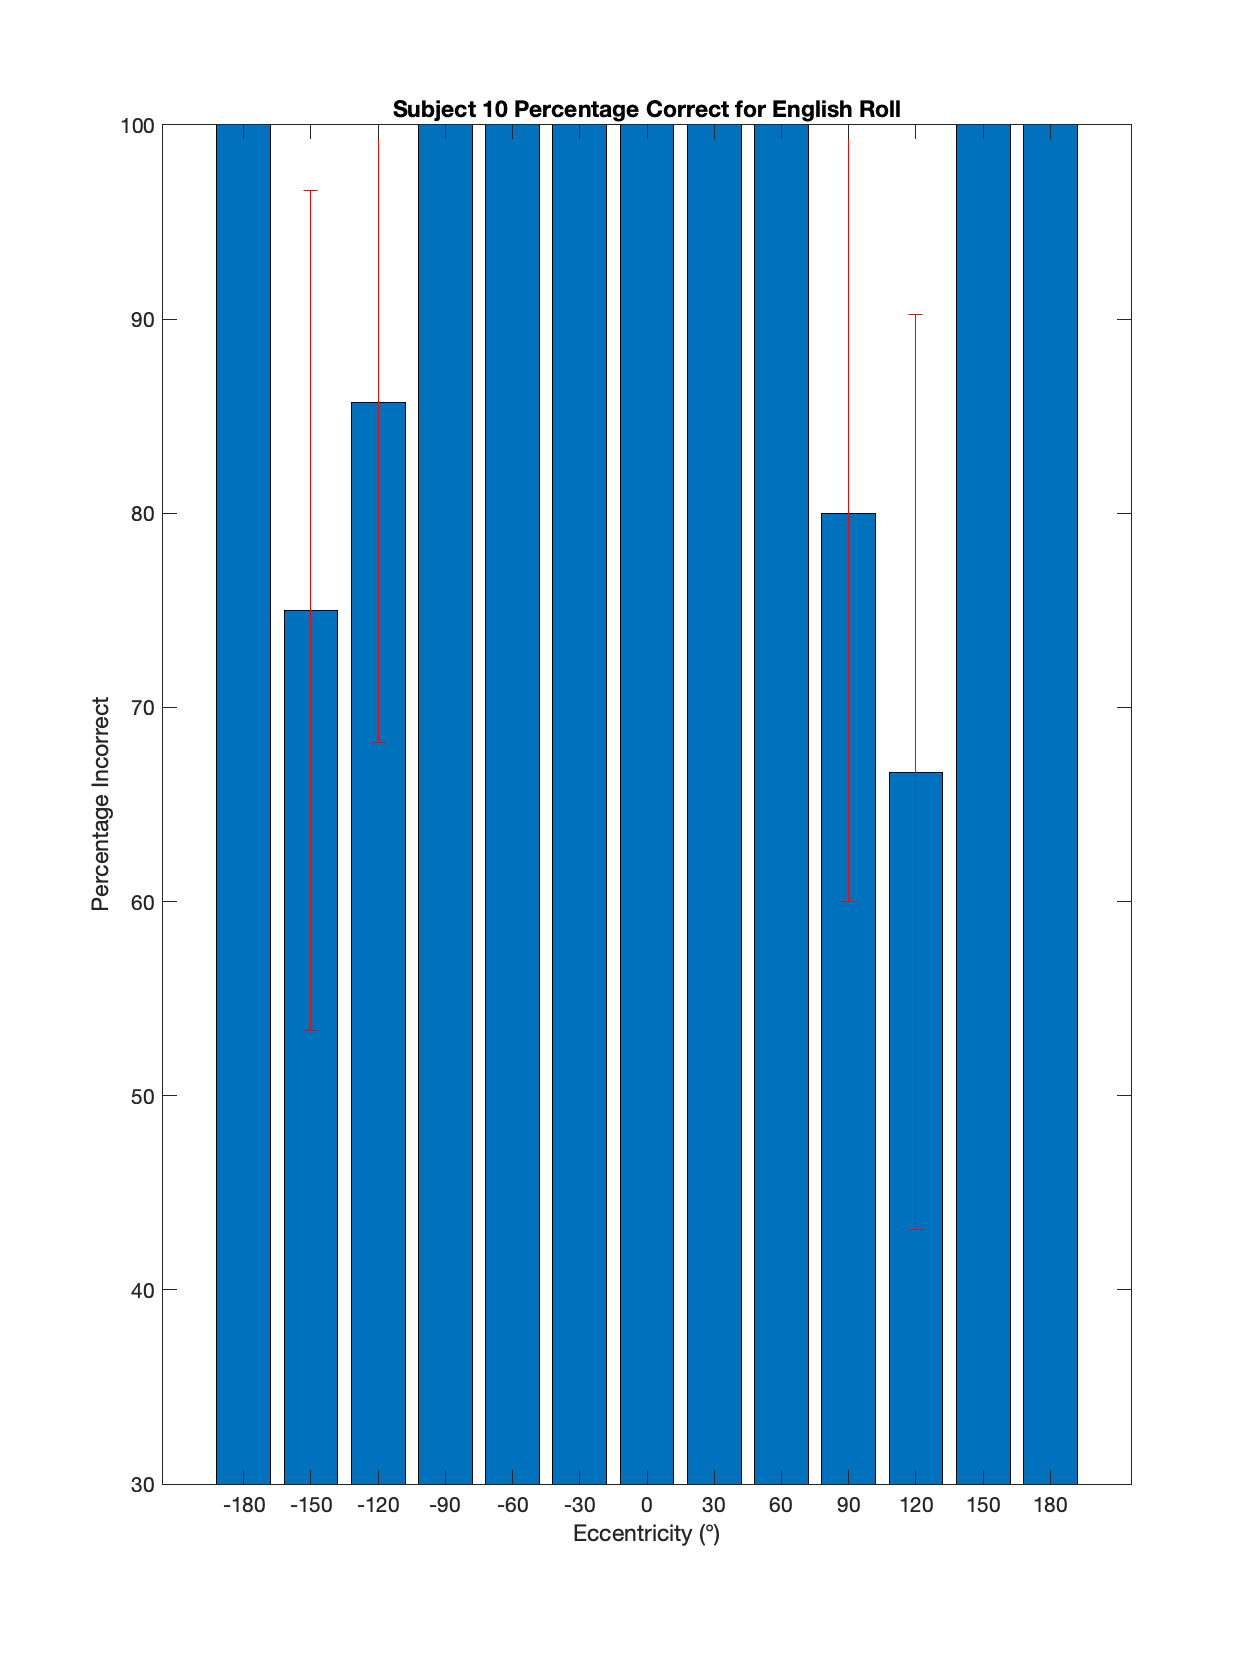 Subject 10 Percentage Correct for English Roll
100
90
80
70
60
50
40
30
Percentage Incorrect
-180 -150 -120 -90 -60 -30 0 30 60 90 120 150 180
Eccentricity (°)